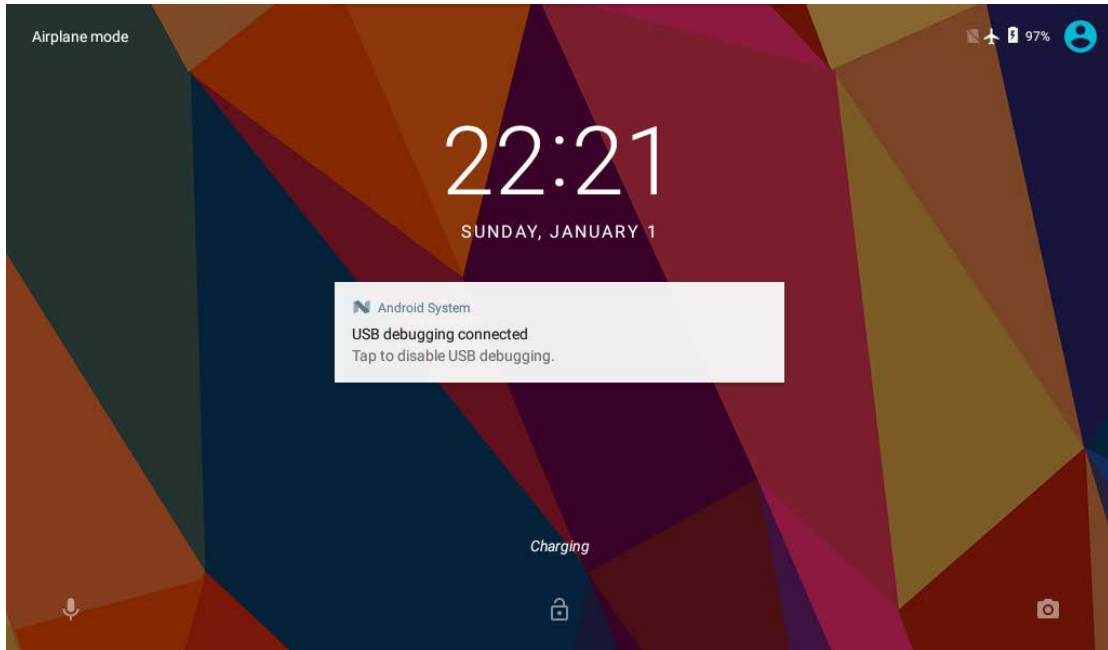 Airplane mode
97%
22:21
SUNDAY, JANUARY 1
Android System
USB debugging connected
Tap to disable USB debugging.
Charging